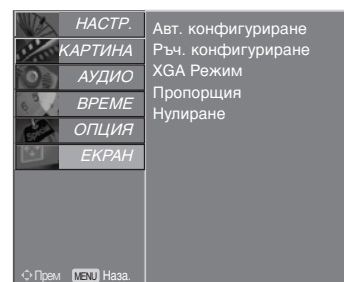 НАСТР.
КАРТИНА
АУДИО
ВРЕМЕ
ОПЦИЯ
ЕКРАН
Авт. конфигуриране
Ръч. конфигуриране
XGA Режим
Пропорция
Нулиране
Прем MENU Наза.